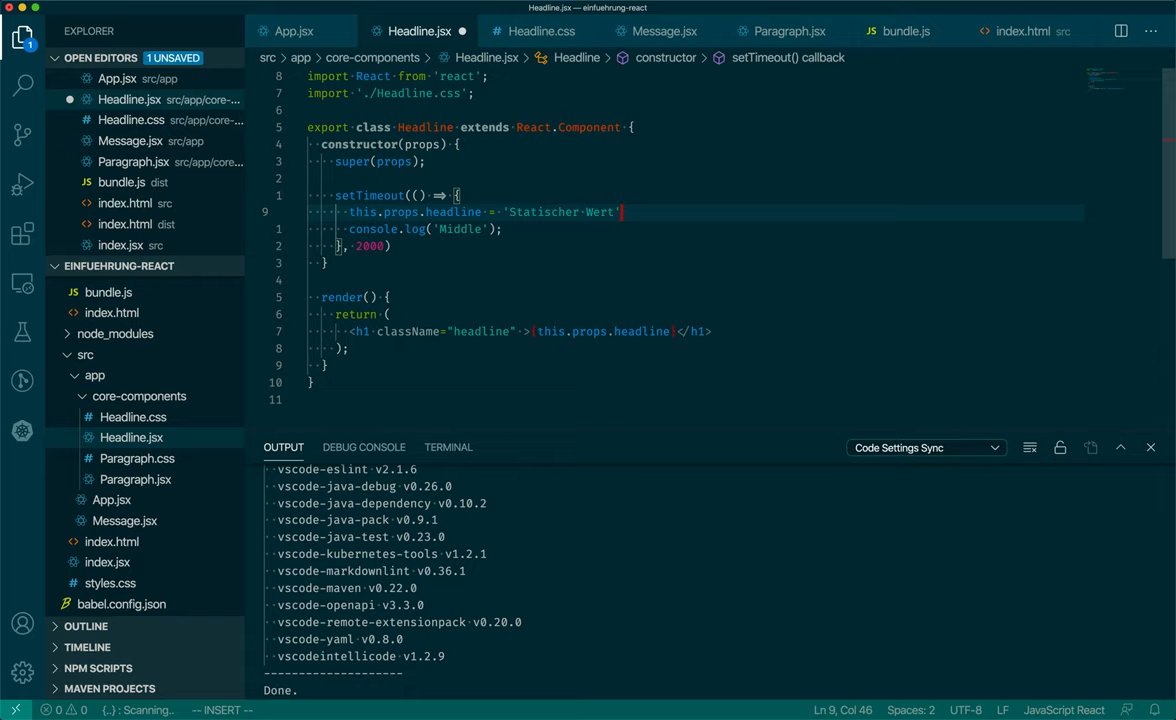 Headline.jsx — einfuehrung-react
EXPLORER
App.jsx
Headline.jsx
Headline.css
Message.jsx
Paragraph.jsx
bundle.js
index.html src
OPEN EDITORS 1 UNSAVED
App.jsx src/app
Headline.jsx src/app/core-...
Headline.css src/app/core-...
Message.jsx src/app
Paragraph.jsx src/app/core...
bundle.js dist
index.html src
index.html dist
index.jsx src
EINFUEHRUNG-REACT
bundle.js
index.html
node_modules
src
app
core-components
Headline.css
Headline.jsx
Paragraph.css
Paragraph.jsx
App.jsx
Message.jsx
index.html
index.jsx
styles.css
babel.config.json
OUTLINE
TIMELINE
NPM SCRIPTS
MAVEN PROJECTS
src > app > core-components > Headline.jsx > Headline > constructor > setTimeout() callback
8 import React from 'react';
7 import './Headline.css';
6
5 export class Headline extends React.Component {
4 constructor(props) {
3 super(props);
2
1 setTimeout(() => {
9 this.props.headline = 'Statischer Wert'
1 console.log('Middle');
2 }, 2000)
3 }
4
5 render() {
6 return (
7 <h1 className="headline" >{this.props.headline}</h1>
8 );
9 }
10 }
11
OUTPUT DEBUG CONSOLE TERMINAL
Code Settings Sync
vscode-eslint v2.1.6
vscode-java-debug v0.26.0
vscode-java-dependency v0.10.2
vscode-java-pack v0.9.1
vscode-java-test v0.23.0
vscode-kubernetes-tools v1.2.1
vscode-markdownlint v0.36.1
vscode-maven v0.22.0
vscode-openapi v3.3.0
vscode-remote-extensionpack v0.20.0
vscode-yaml v0.8.0
vscodeintellicode v1.2.9
--------------------
Done.
1
0 0 {..} : Scanning.. -- INSERT -- Ln 9, Col 46 Spaces: 2 UTF-8 LF JavaScript React